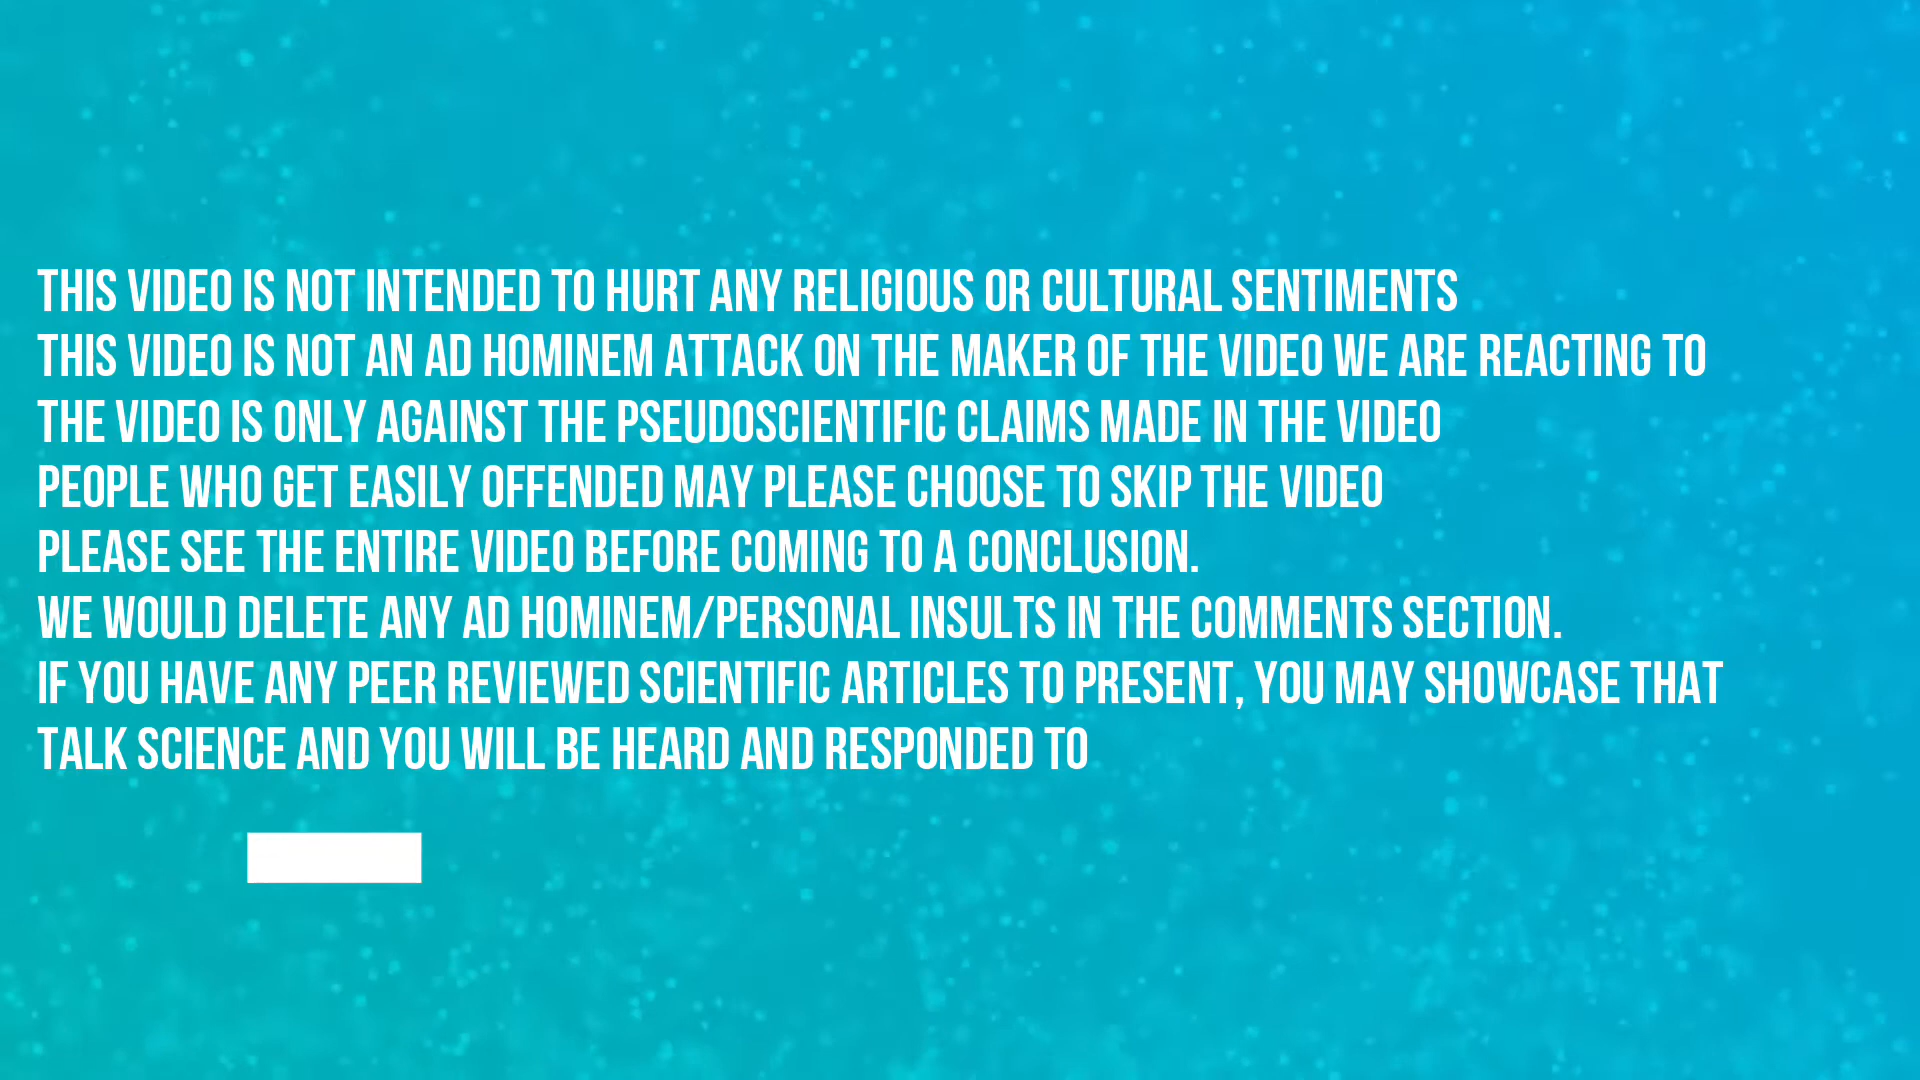 THIS VIDEO IS NOT INTENDED TO HURT ANY RELIGIOUS OR CULTURAL SENTIMENTS
THIS VIDEO IS NOT AN AD HOMINEM ATTACK ON THE MAKER OF THE VIDEO WE ARE REACTING TO
THE VIDEO IS ONLY AGAINST THE PSEUDOSCIENTIFIC CLAIMS MADE IN THE VIDEO
PEOPLE WHO GET EASILY OFFENDED MAY PLEASE CHOOSE TO SKIP THE VIDEO
PLEASE SEE THE ENTIRE VIDEO BEFORE COMING TO A CONCLUSION.
WE WOULD DELETE ANY AD HOMINEM/PERSONAL INSULTS IN THE COMMENTS SECTION.
IF YOU HAVE ANY PEER REVIEWED SCIENTIFIC ARTICLES TO PRESENT, YOU MAY SHOWCASE THAT
TALK SCIENCE AND YOU WILL BE HEARD AND RESPONDED TO